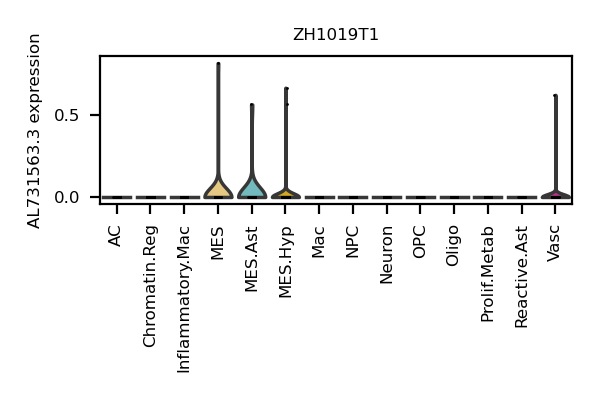 ZH1019T1
AL731563.3 expression
0.5
0.0
AC
Chromatin.Reg
Inflammatory.Mac
MES
MES.Ast
MES.Hyp
Mac
NPC
Neuron
OPC
Oligo
Prolif.Metab
Reactive.Ast
Vasc